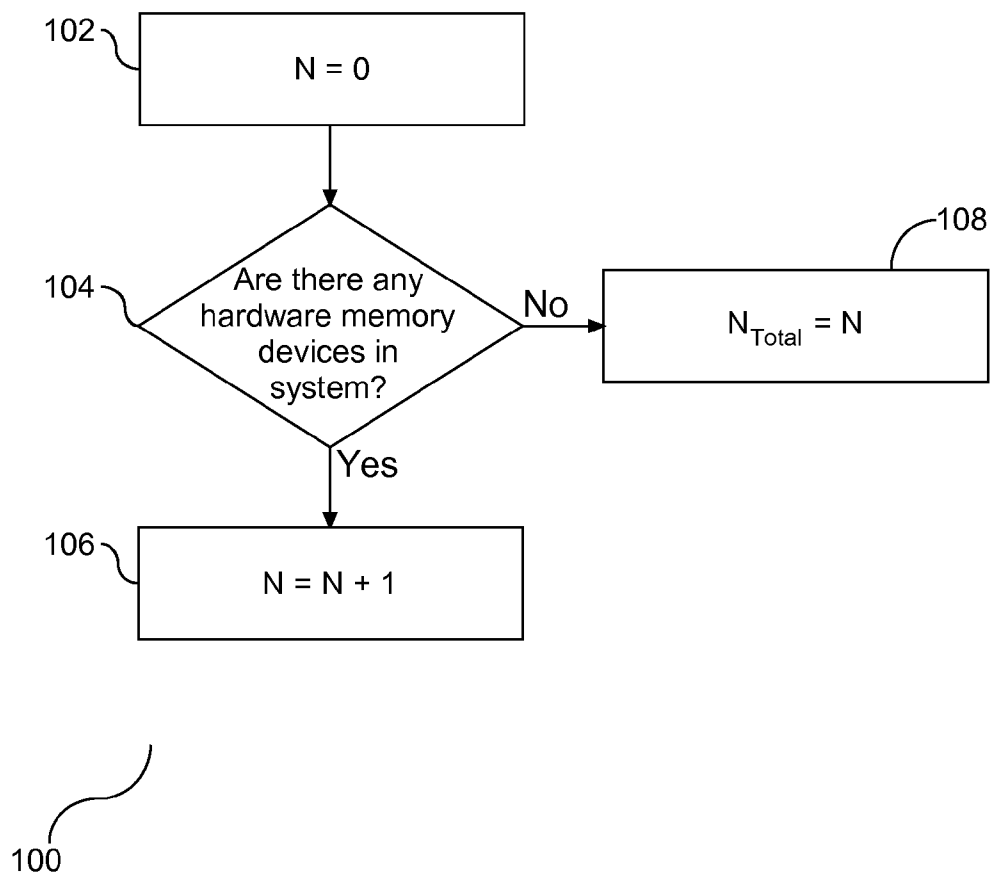 102
N = 0
108
104
Are there any
hardware memory
devices in
system?
No
N_Total = N
Yes
106
N = N + 1
100